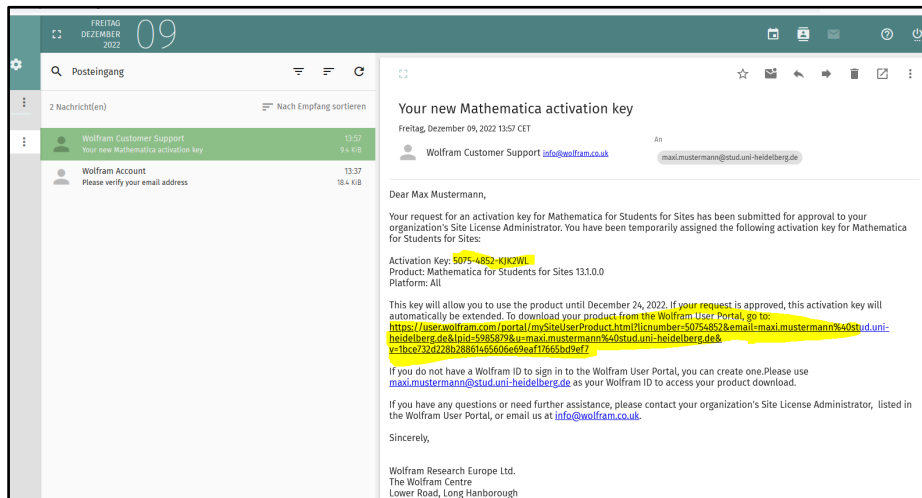 FREITAG
DEZEMBER
2022
09
Posteingang
2 Nachricht(en)
Nach Empfang sortieren
Wolfram Customer Support
13:57
Your new Mathematica activation key
9.4 KiB
Wolfram Account
13:37
Please verify your email address
18.4 KiB
Your new Mathematica activation key
Freitag, Dezember 09, 2022 13:57 CET
An
Wolfram Customer Support info@wolfram.co.uk
maxi.mustermann@stud.uni-heidelberg.de
Dear Max Mustermann,
Your request for an activation key for Mathematica for Students for Sites has been submitted for approval to your
organization's Site License Administrator. You have been temporarily assigned the following activation key for Mathematica
for Students for Sites:
Activation Key: 5075-4852-KJK2WL
Product: Mathematica for Students for Sites 13.1.0.0
Platform: All
This key will allow you to use the product until December 24, 2022. If your request is approved, this activation key will
automatically be extended. To download your product from the Wolfram User Portal, go to:
https://user.wolfram.com/portal/mySiteUserProduct.html?licnumber=50754852&email=maxi.mustermann%40stud.uni-
heidelberg.de&lpid=5985879&u=maxi.mustermann%40stud.uni-heidelberg.de&
v=1bce732d228b28861465606e69eaf17665bd9ef7
If you do not have a Wolfram ID to sign in to the Wolfram User Portal, you can create one.Please use
maxi.mustermann@stud.uni-heidelberg.de as your Wolfram ID to access your product download.
If you have any questions or need further assistance, please contact your organization's Site License Administrator, listed in
the Wolfram User Portal, or email us at info@wolfram.co.uk.
Sincerely,
Wolfram Research Europe Ltd.
The Wolfram Centre
Lower Road, Long Hanborough